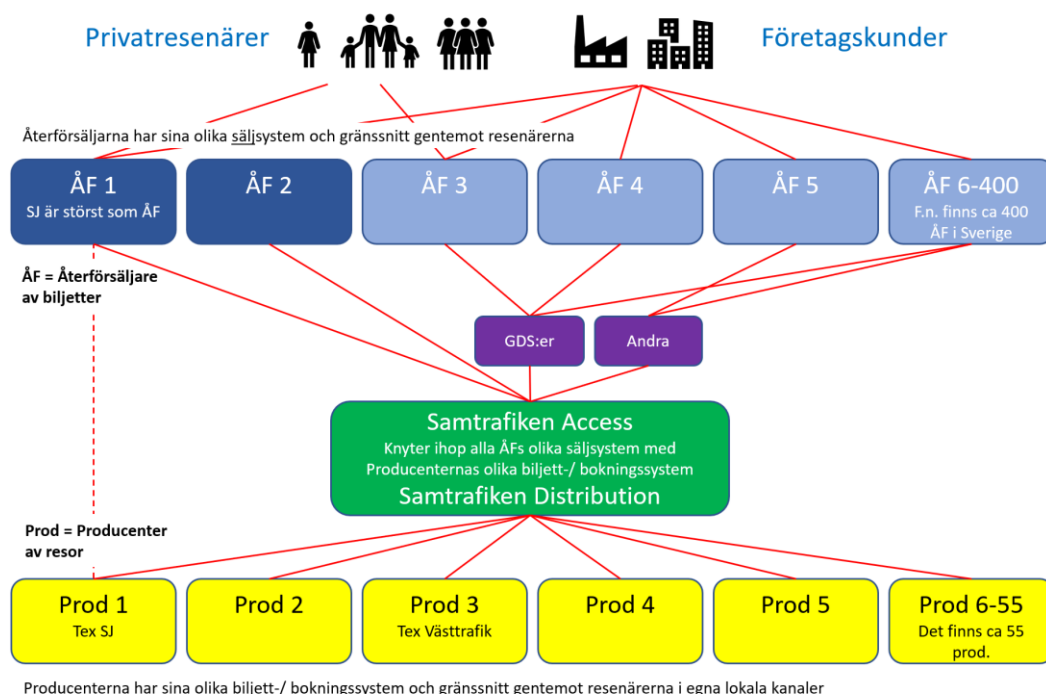 Privatresenärer
Företagskunder
Återförsäljarna har sina olika säljsystem och gränssnitt gentemot resenärerna
ÅF 1
SJ är störst som ÅF
ÅF 2
ÅF 3
ÅF 4
ÅF 5
ÅF 6-400
F.n. finns ca 400
ÅF i Sverige
ÅF = Återförsäljare
av biljetter
GDS:er
Andra
Samtrafiken Access
Knyter ihop alla ÅFs olika säljsystem med
Producenternas olika biljett-/ bokningssystem
Samtrafiken Distribution
Prod = Producenter
av resor
Prod 1
Tex SJ
Prod 2
Prod 3
Tex Västtrafik
Prod 4
Prod 5
Prod 6-55
Det finns ca 55
prod.
Producenterna har sina olika biljett-/ bokningssystem och gränssnitt gentemot resenärerna i egna lokala kanaler